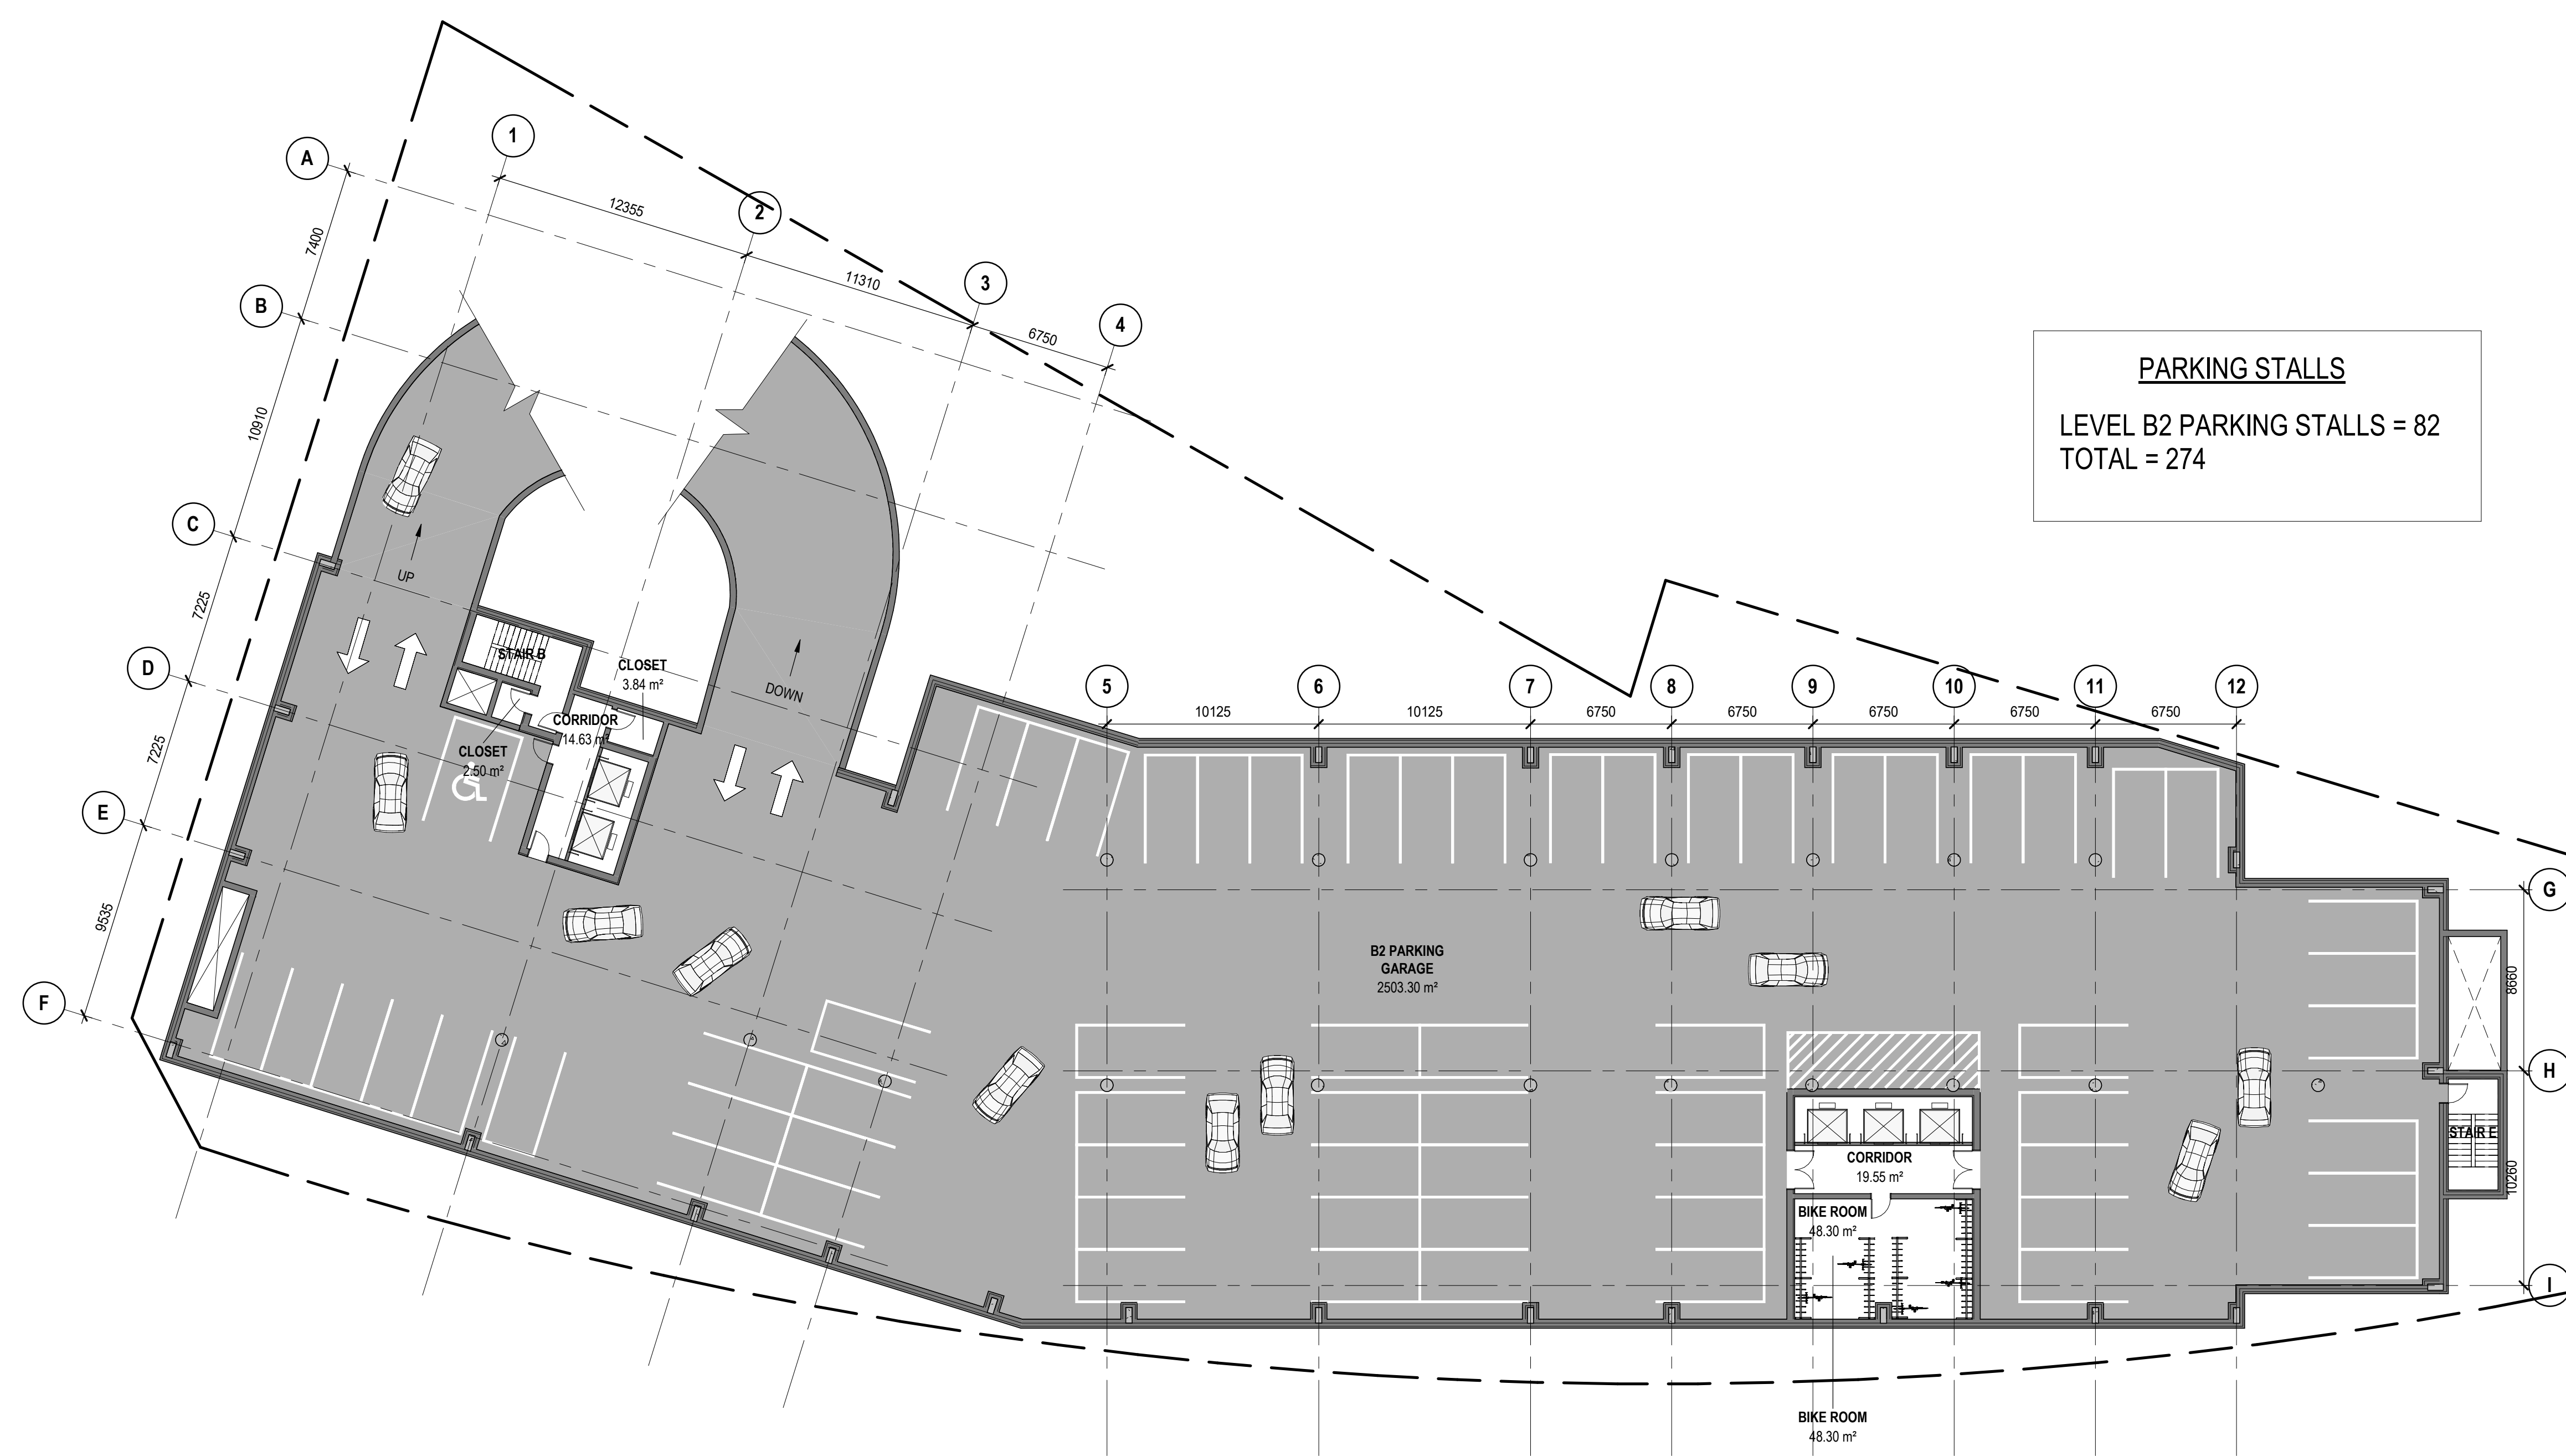 1
A
2
12355
7400
11310
3
B
6750
4
PARKING STALLS
LEVEL B2 PARKING STALLS = 82
TOTAL = 274
10910
C
UP
7225
STAIR B
CLOSET
3.84 m²
D
DOWN
5
6
7
8
9
10
11
12
10125
10125
6750
6750
6750
6750
6750
CORRIDOR
14.63 m²
7225
CLOSET
2.50 m²
E
9535
G
B2 PARKING
GARAGE
2503.30 m²
8660
F
H
STAIR E
CORRIDOR
19.55 m²
10260
BIKE ROOM
48.30 m²
I
BIKE ROOM
48.30 m²